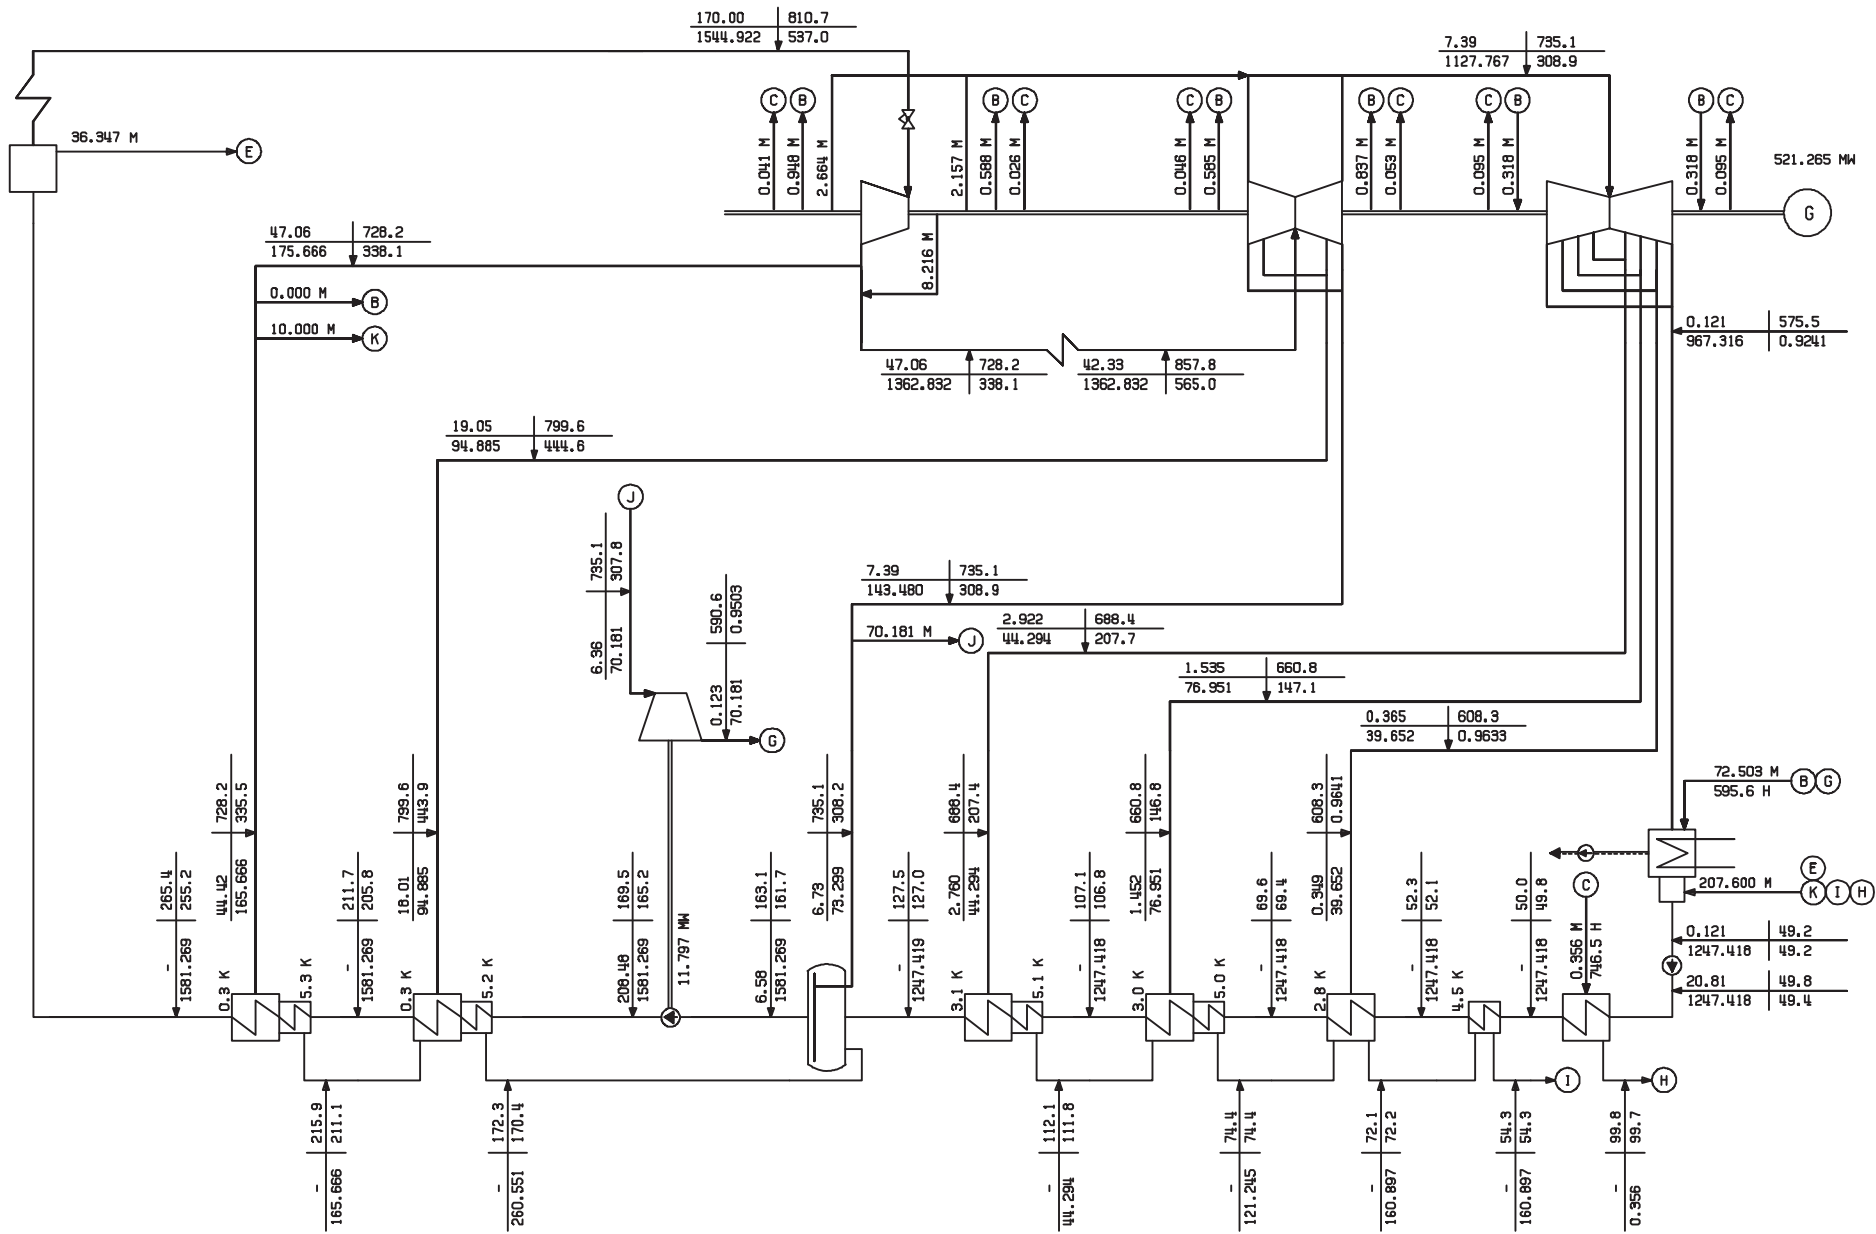 170.00 810.7
1544.922 537.0
7.39 735.1
1127.767 308.9
36.347 M
E
C
B
B
C
C
B
B
C
C
B
B
C
0.041 M
0.948 M
2.664 M
2.157 M
0.588 M
0.026 M
0.046 M
0.585 M
0.837 M
0.053 M
0.095 M
0.318 M
0.318 M
0.095 M
521.265 MW
G
47.06 728.2
175.666 338.1
8.216 M
0.000 M
B
10.000 M
K
0.121 575.5
967.316 0.9241
47.06 728.2
1362.832 338.1
42.33 857.8
1362.832 565.0
19.05 799.6
94.885 444.6
J
735.1
307.8
6.36
70.181
590.6
0.9503
0.123
70.181
G
7.39 735.1
143.480 308.9
70.181 M
J
2.922 688.4
44.294 207.7
1.535 660.8
76.951 147.1
0.365 608.3
39.652 0.9633
72.503 M
595.6 H
B
G
E
207.600 M
K
I
H
C
0.356 M
746.5 H
0.121 49.2
1247.418 49.2
20.81 49.8
1247.418 49.4
728.2
335.5
44.42
165.666
799.6
443.9
18.01
94.885
735.1
308.2
6.73
73.299
688.4
207.4
2.760
44.294
660.8
146.8
1.452
76.951
608.3
0.9641
0.349
39.652
265.4
255.2
-
1581.269
211.7
205.8
-
1581.269
169.5
165.2
208.48
1581.269
11.797 MW
163.1
161.7
6.58
1581.269
127.5
127.0
-
1247.419
107.1
106.8
-
1247.418
69.6
69.4
-
1247.418
52.3
52.1
-
1247.418
50.0
49.8
-
1247.418
0.3 K
5.3 K
0.3 K
5.2 K
3.1 K
5.1 K
3.0 K
5.0 K
2.8 K
4.5 K
I
H
215.9
211.1
-
165.666
172.3
170.4
-
260.551
112.1
111.8
-
44.294
74.4
74.4
-
121.245
72.1
72.2
-
160.897
54.3
54.3
-
160.897
99.8
99.7
-
0.356